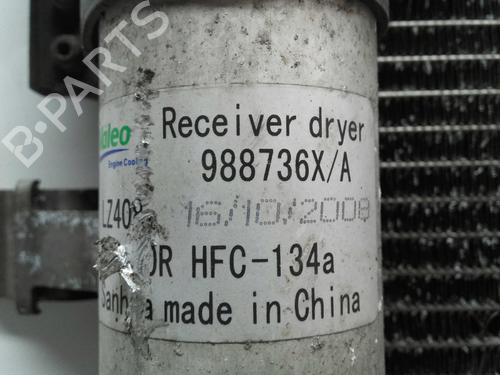 Receiver dryer
Valeo
Engine Cooling
988736X/A
16/10/2008
HFC-134a
made in China
B-PARTS